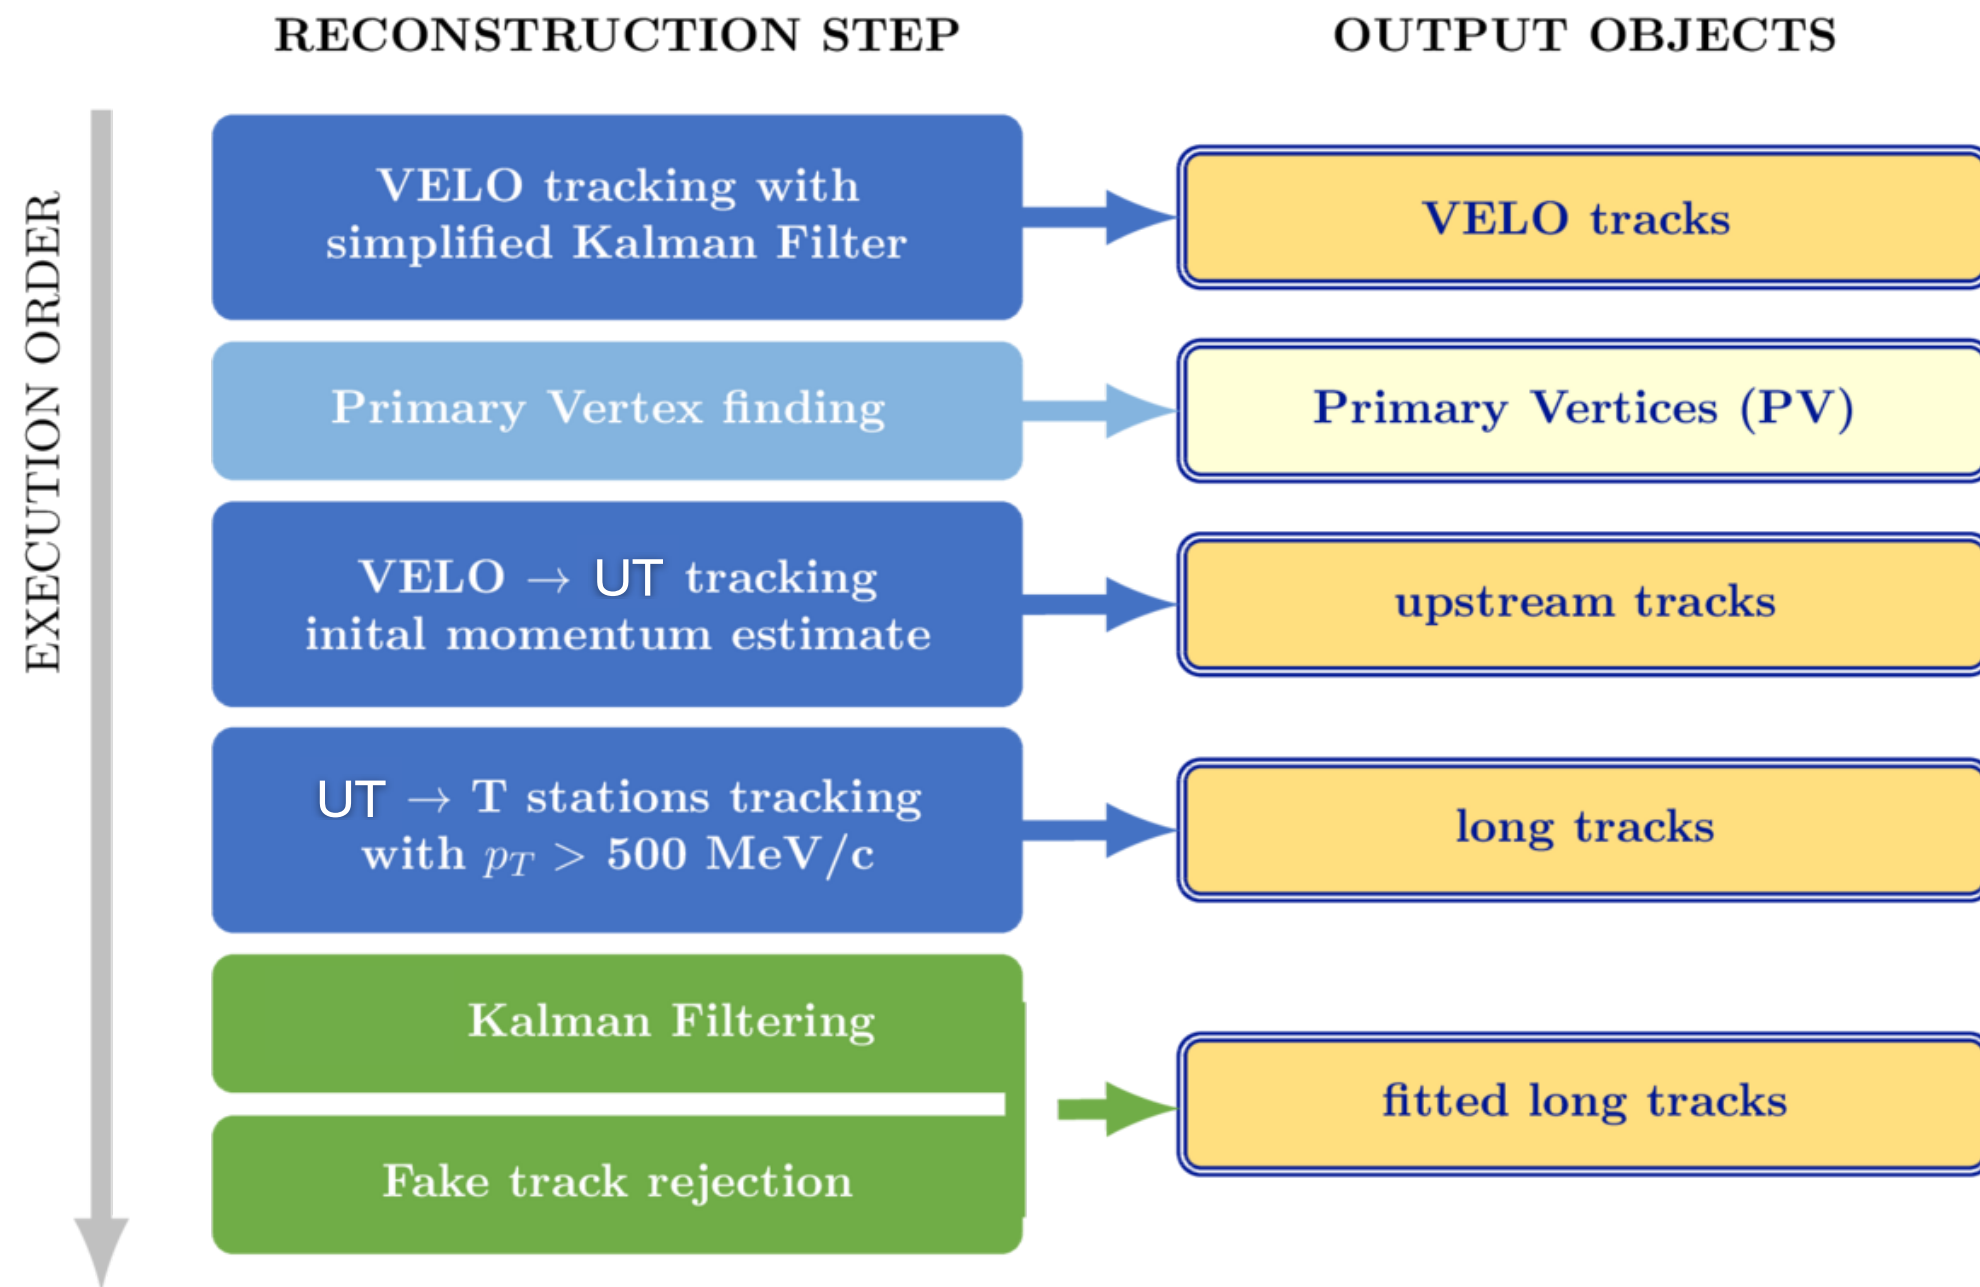 RECONSTRUCTION STEP
OUTPUT OBJECTS
EXECUTION ORDER
VELO tracking with
simplified Kalman Filter
VELO tracks
Primary Vertex finding
Primary Vertices (PV)
VELO → UT tracking
inital momentum estimate
upstream tracks
UT → T stations tracking
with p_T > 500 MeV/c
long tracks
Kalman Filtering
Fake track rejection
fitted long tracks